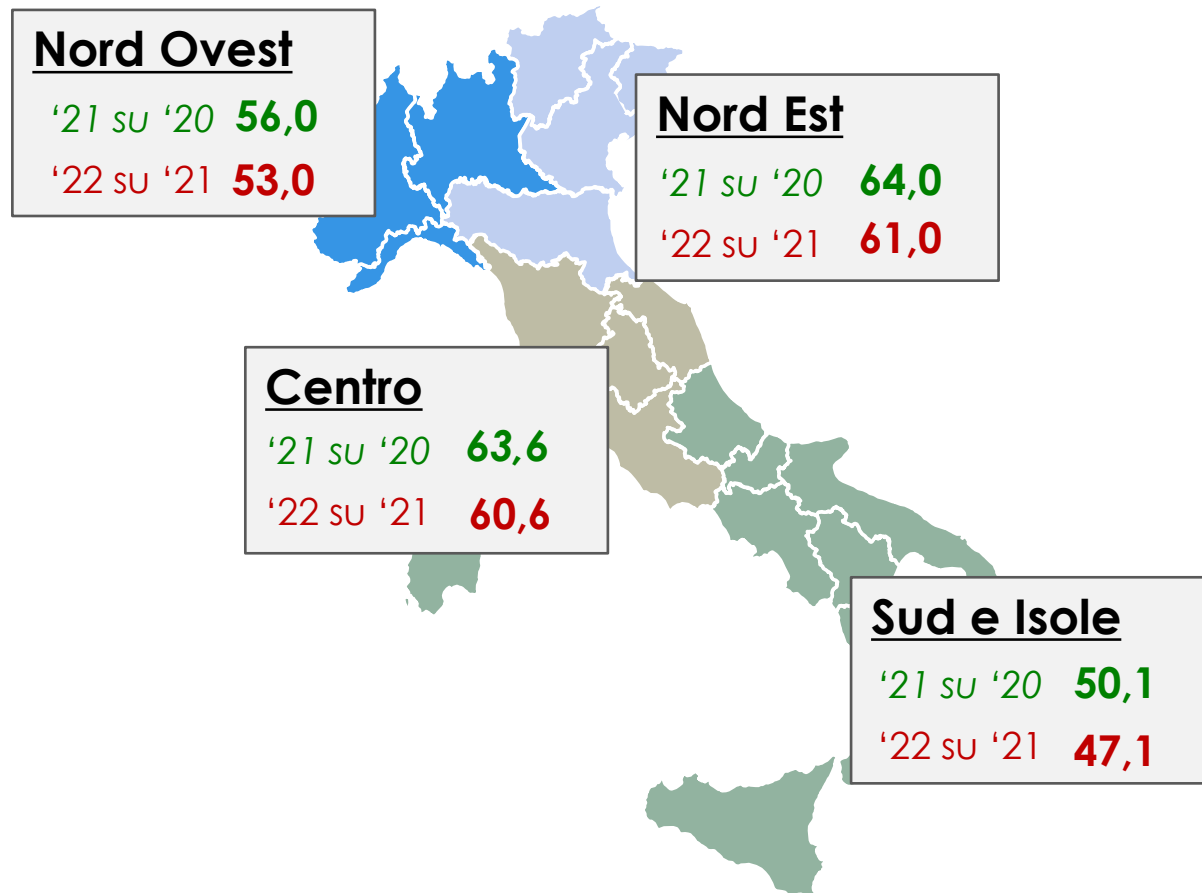 Nord Ovest
‘21 su ‘20 56,0
‘22 su ‘21 53,0
Nord Est
‘21 su ‘20 64,0
‘22 su ‘21 61,0
Centro
‘21 su ‘20 63,6
‘22 su ‘21 60,6
Sud e Isole
‘21 su ‘20 50,1
‘22 su ‘21 47,1